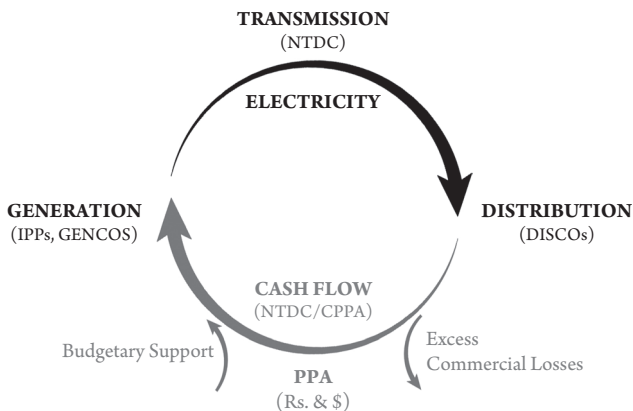 TRANSMISSION
(NTDC)
ELECTRICITY
GENERATION
(IPPs, GENCOS)
DISTRIBUTION
(DISCOs)
CASH FLOW
(NTDC/CPPA)
Budgetary Support
Excess
Commercial Losses
PPA
(Rs. & $)